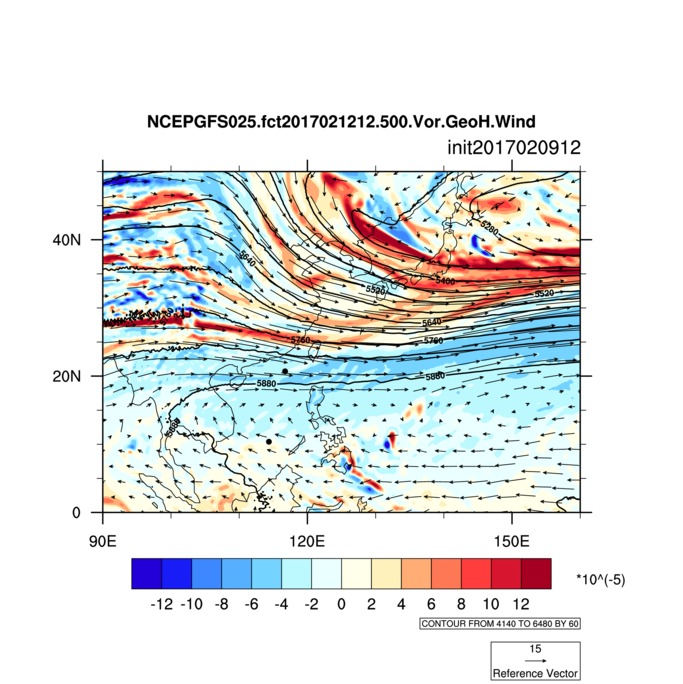 NCEPGFS025.fct2017021212.500.Vor.GeoH.Wind
init2017020912
40N
20N
0
90E 120E 150E
5640
5280
5400
5520
5520
5640
5760
5760
5880
5880
-12 -10 -8 -6 -4 -2 0 2 4 6 8 10 12
*10^(-5)
CONTOUR FROM 4140 TO 6480 BY 60
15
Reference Vector